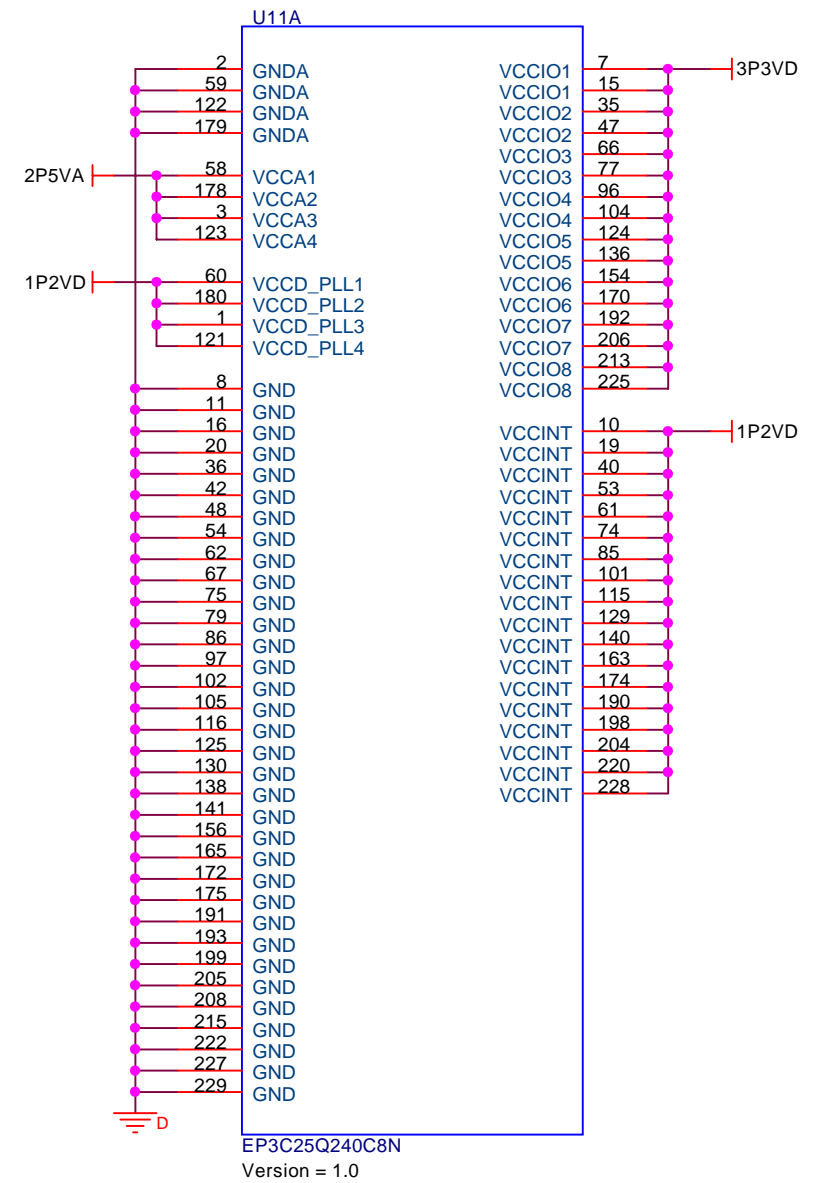 U11A
2 GNDA VCCIO1 7 3P3VD
59 GNDA VCCIO1 15
122 GNDA VCCIO2 35
179 GNDA VCCIO2 47
VCCIO3 66
2P5VA 58 VCCA1 VCCIO3 77
178 VCCA2 VCCIO4 96
3 VCCA3 VCCIO4 104
123 VCCA4 VCCIO5 124
VCCIO5 136
1P2VD 60 VCCD_PLL1 VCCIO6 154
180 VCCD_PLL2 VCCIO6 170
1 VCCD_PLL3 VCCIO7 192
121 VCCD_PLL4 VCCIO7 206
VCCIO8 213
8 GND VCCIO8 225
11 GND
16 GND VCCINT 10 1P2VD
20 GND VCCINT 19
36 GND VCCINT 40
42 GND VCCINT 53
48 GND VCCINT 61
54 GND VCCINT 74
62 GND VCCINT 85
67 GND VCCINT 101
75 GND VCCINT 115
79 GND VCCINT 129
86 GND VCCINT 140
97 GND VCCINT 163
102 GND VCCINT 174
105 GND VCCINT 190
116 GND VCCINT 198
125 GND VCCINT 204
130 GND VCCINT 220
138 GND VCCINT 228
141 GND
156 GND
165 GND
172 GND
175 GND
191 GND
193 GND
199 GND
205 GND
208 GND
215 GND
222 GND
227 GND
229 GND
D
EP3C25Q240C8N
Version = 1.0